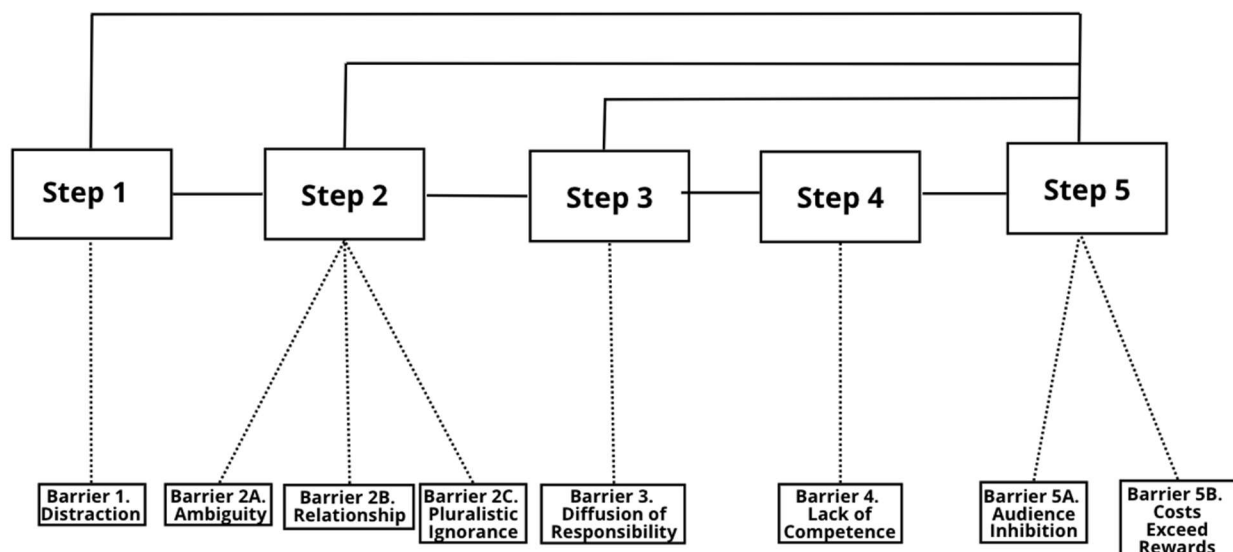 Step 1
Step 2
Step 3
Step 4
Step 5
Barrier 1.
Distraction
Barrier 2A.
Ambiguity
Barrier 2B.
Relationship
Barrier 2C.
Pluralistic
Ignorance
Barrier 3.
Diffusion of
Responsibility
Barrier 4.
Lack of
Competence
Barrier 5A.
Audience
Inhibition
Barrier 5B.
Costs
Exceed
Rewards